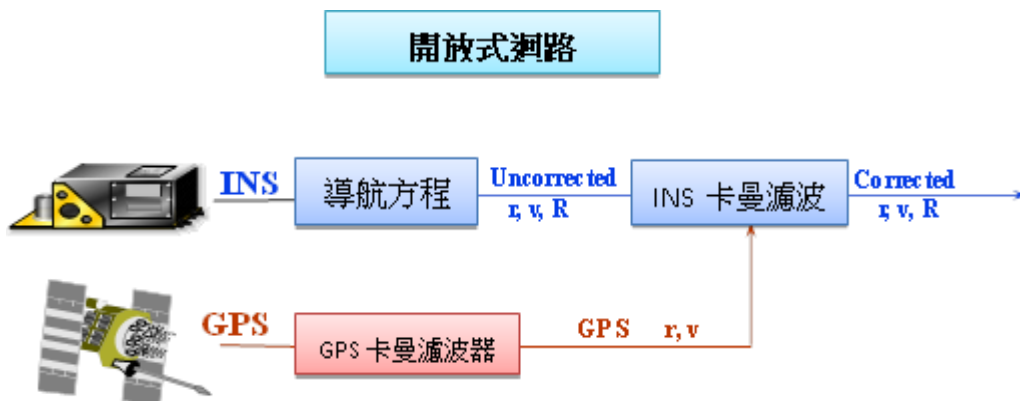 開放式迴路
INS
導航方程
Uncorrected
r, v, R
INS 卡曼濾波
Corrected
r, v, R
GPS
GPS 卡曼濾波器
GPS r, v